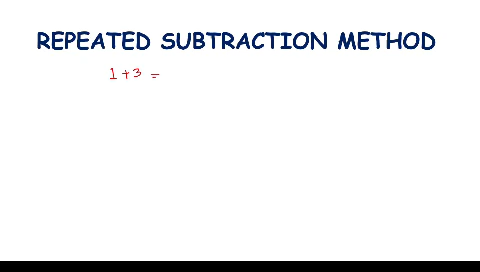 REPEATED SUBTRACTION METHOD
1 + 3 =